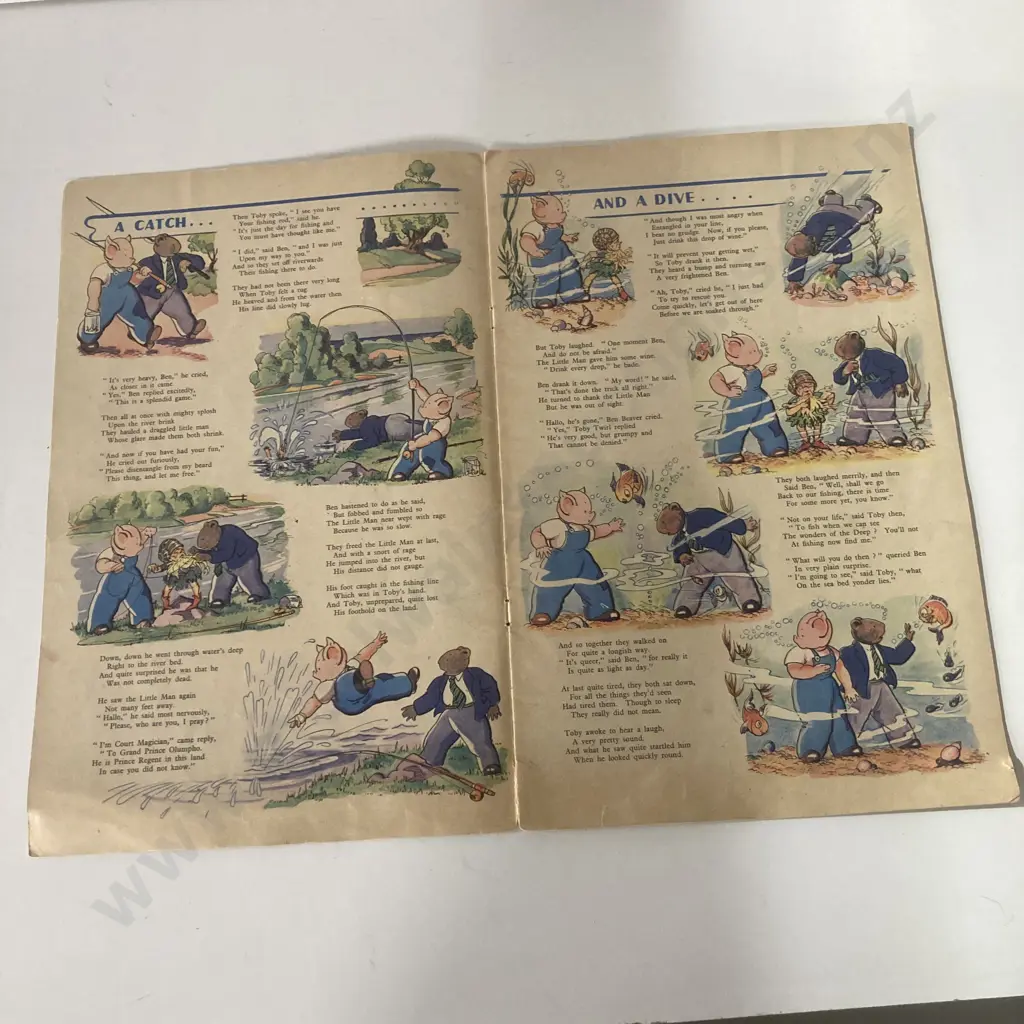 A CATCH . . .
Then Toby spoke, " I see you have
Your fishing rod," said he.
" It's just the day for fishing and
You must have thought like me."
" I did," said Ben, " and I was just
Upon my way to you."
And so they set off riverwards
Their fishing there to do.
They had not been there very long
When Toby felt a tug
He heaved and from the water then
His line did slowly lug.
" It's very heavy, Ben," he cried,
As closer in it came
" Yes," Ben replied excitedly,
" This is a splendid game."
Then all at once with mighty splosh
Upon the river brink
They hauled a draggled little man
Whose glare made them both shrink.
" And now if you have had your fun,"
He cried out furiously,
" Please disentangle from my beard
This thing, and let me free."
Ben hastened to do as he said,
But fobbed and fumbled so
The Little Man near wept with rage
Because he was so slow.
They freed the Little Man at last,
And with a snort of rage
He jumped into the river, but
His distance did not gauge.
His foot caught in the fishing line
Which was in Toby's hand.
And Toby, unprepared, quite lost
His foothold on the land.
Down, down he went through water's deep
Right to the river bed.
And quite surprised he was that he
Was not completely dead.
He saw the Little Man again
Not many feet away.
" Hallo," he said most nervously,
" Please, who are you, I pray ? "
" I'm Court Magician," came reply,
" To Grand Prince Olumpho.
He is Prince Regent in this land
In case you did not know."
AND A DIVE . . . .
" And though I was most angry when
Entangled in your line,
I bear no grudge. Now, if you please,
Just drink this drop of wine."
" It will prevent your getting wet,"
So Toby drank it then.
They heard a bump and turning saw
A very frightened Ben.
" Ah, Toby," cried he, " I just had
To try to rescue you.
Come quickly, let's get out of here
Before we are soaked through."
But Toby laughed. " One moment Ben,
And do not be afraid."
The Little Man gave him some wine.
" Drink every drop," he bade.
Ben drank it down. " My word! " he said,
" That's done the trick all right."
He turned to thank the Little Man
But he was out of sight.
" Hallo, he's gone," Ben Beaver cried.
" Yes," Toby Twirl replied
" He's very good, but grumpy and
That cannot be denied."
They both laughed merrily, and then
Said Ben, " Well, shall we go
Back to our fishing, there is time
For some more yet, you know."
" Not on your life," said Toby then,
" To fish when we can see
The wonders of the Deep ? You'll not
At fishing now find me."
" What will you do then ? " queried Ben
In very plain surprise.
" I'm going to see," said Toby, " what
On the sea bed yonder lies."
And so together they walked on
For quite a longish way.
" It's queer," said Ben, " for really it
Is quite as light as day."
At last quite tired, they both sat down,
For all the things they'd seen
Had tired them. Though to sleep
They really did not mean.
Toby awoke to hear a laugh,
A very pretty sound.
And what he saw quite startled him
When he looked quickly round.